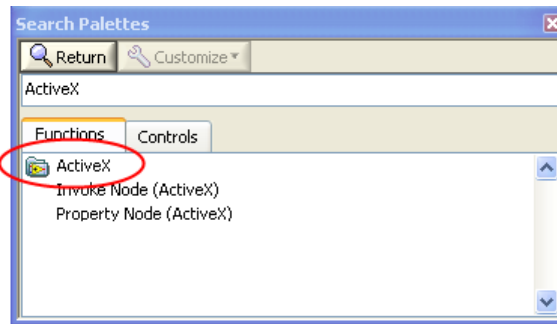 Search Palettes
Return Customize
ActiveX
Functions Controls
ActiveX
Invoke Node (ActiveX)
Property Node (ActiveX)